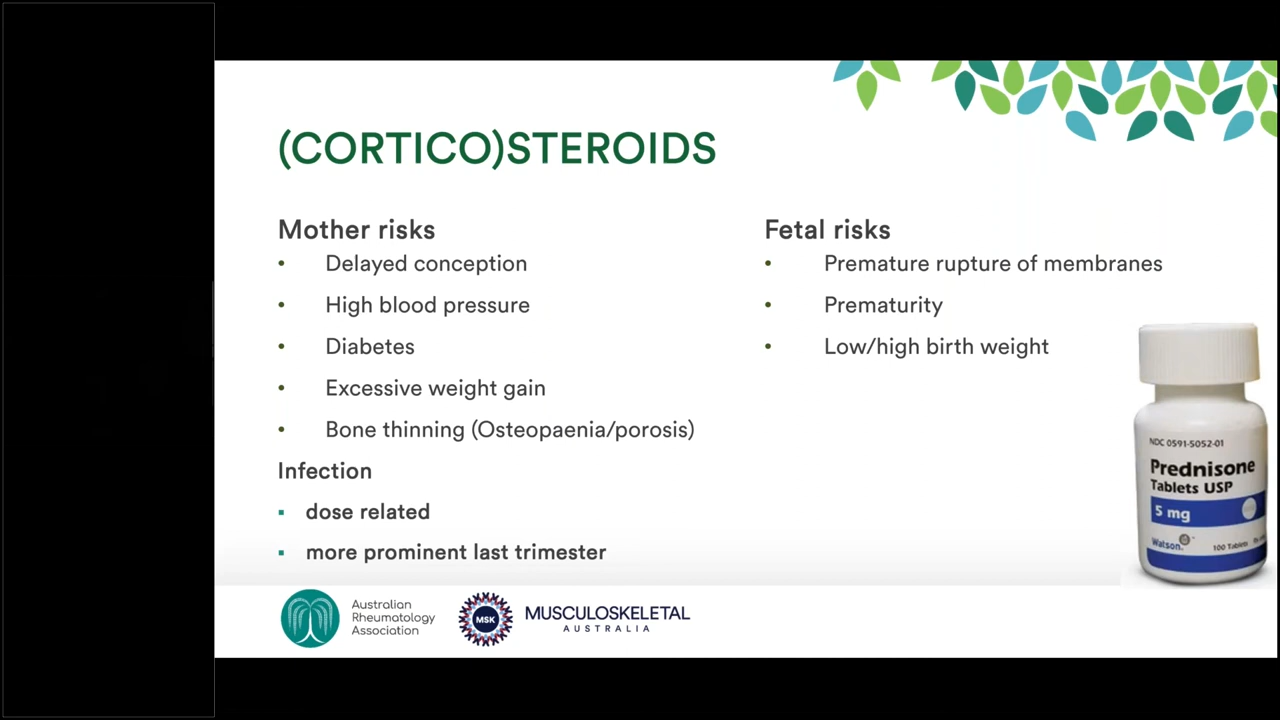 (CORTICO)STEROIDS
Mother risks
• Delayed conception
• High blood pressure
• Diabetes
• Excessive weight gain
• Bone thinning (Osteopaenia/porosis)
Infection
▪ dose related
▪ more prominent last trimester
Fetal risks
• Premature rupture of membranes
• Prematurity
• Low/high birth weight
NDC 0591-5052-01
Prednisone
Tablets USP
5 mg
Watson
100 Tablets
Australian
Rheumatology
Association
MSK
MUSCULOSKELETAL
AUSTRALIA